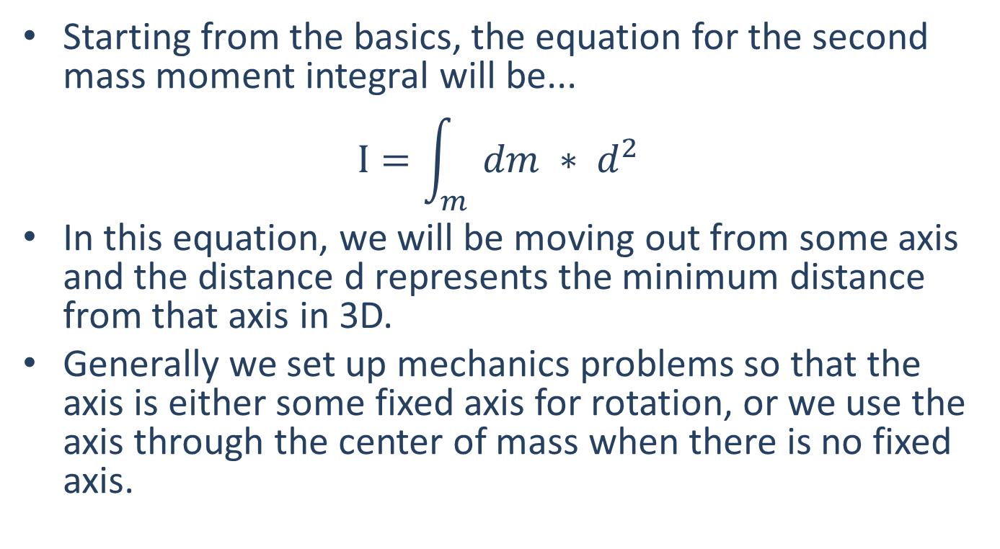 • Starting from the basics, the equation for the second
mass moment integral will be...
I = ∫_m dm * d²
• In this equation, we will be moving out from some axis
and the distance d represents the minimum distance
from that axis in 3D.
• Generally we set up mechanics problems so that the
axis is either some fixed axis for rotation, or we use the
axis through the center of mass when there is no fixed
axis.